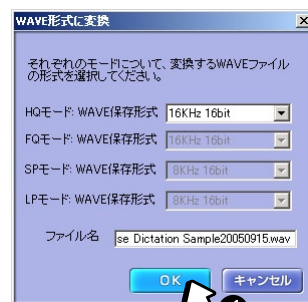 WAVE形式に変換
それぞれのモードについて、変換するWAVEファイル
の形式を選択してください。
HQモード: WAVE保存形式 16KHz 16bit
FQモード: WAVE保存形式 16KHz 16bit
SPモード: WAVE保存形式 8KHz 16bit
LPモード: WAVE保存形式 8KHz 16bit
ファイル名 se Dictation Sample20050915.wav
OK キャンセル